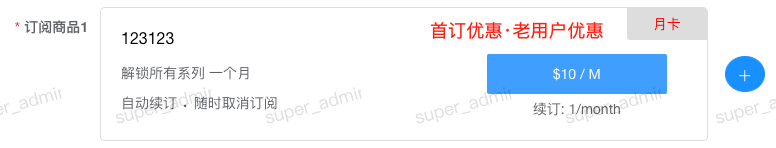 * 订阅商品1
123123
首订优惠·老用户优惠
月卡
解锁所有系列 一个月
$10 / M
+
自动续订 · 随时取消订阅
续订: 1/month
super_admin
super_admin
super_admin
super_admin
super_admin
super_admin